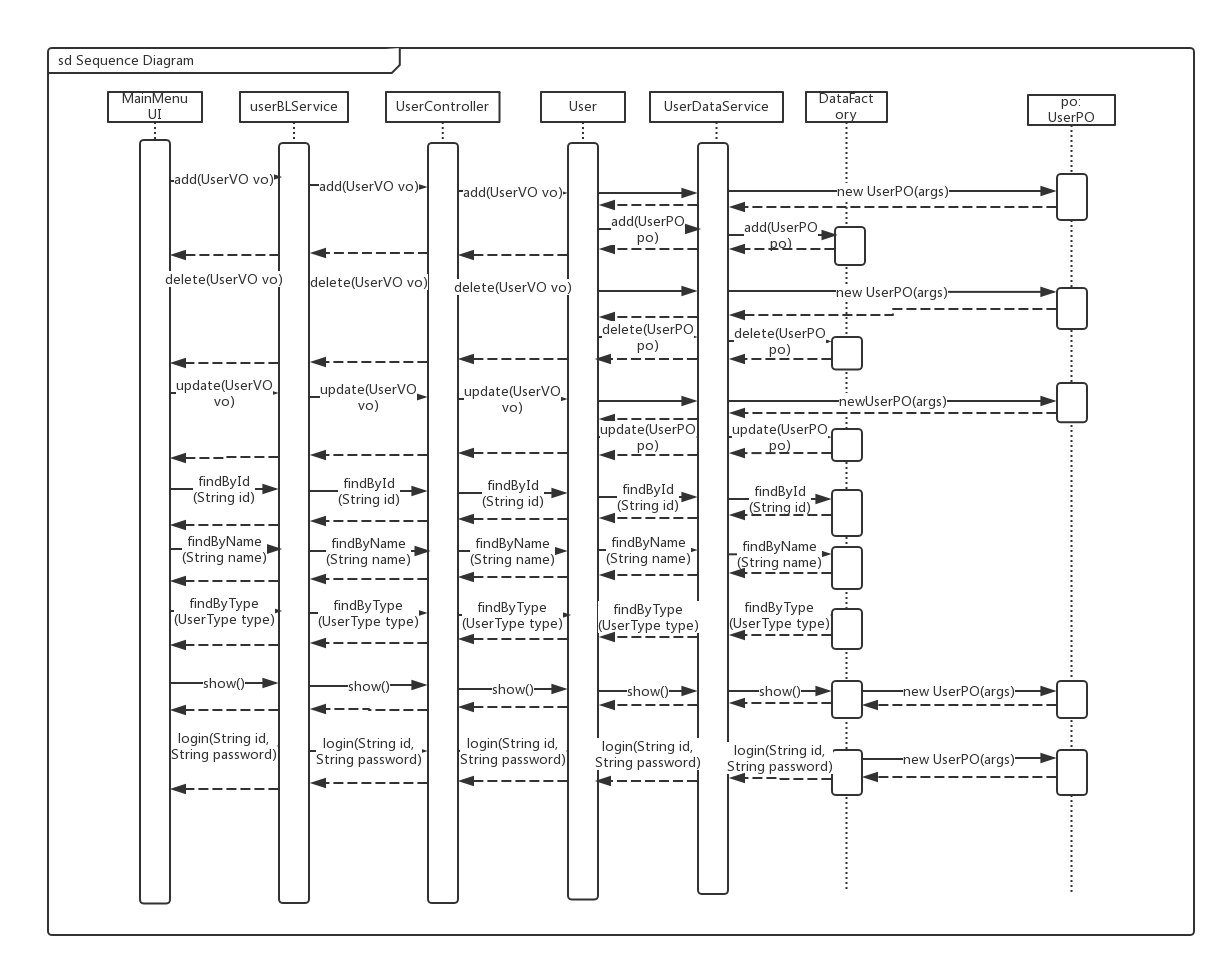 sd Sequence Diagram
MainMenu
UI
userBLService
UserController
User
UserDataService
DataFact
ory
po:
UserPO
add(UserVO vo)
add(UserVO vo)
add(UserVO vo)
new UserPO(args)
add(UserPO
po)
add(UserPO
po)
delete(UserVO vo)
delete(UserVO vo)
delete(UserVO vo)
new UserPO(args)
delete(UserPO
po)
delete(UserPO
po)
update(UserVO
vo)
update(UserVO
vo)
update(UserVO
vo)
newUserPO(args)
update(UserPO
po)
update(UserPO
po)
findById
(String id)
findById
(String id)
findById
(String id)
findById
(String id)
findById
(String id)
findByName
(String name)
findByName
(String name)
findByName
(String name)
findByName
(String name)
findByName
(String name)
findByType
(UserType type)
findByType
(UserType type)
findByType
(UserType type)
findByType
(UserType type)
findByType
(UserType type)
show()
show()
show()
show()
show()
new UserPO(args)
login(String id,
String password)
login(String id,
String password)
login(String id,
String password)
login(String id,
String password)
login(String id,
String password)
new UserPO(args)